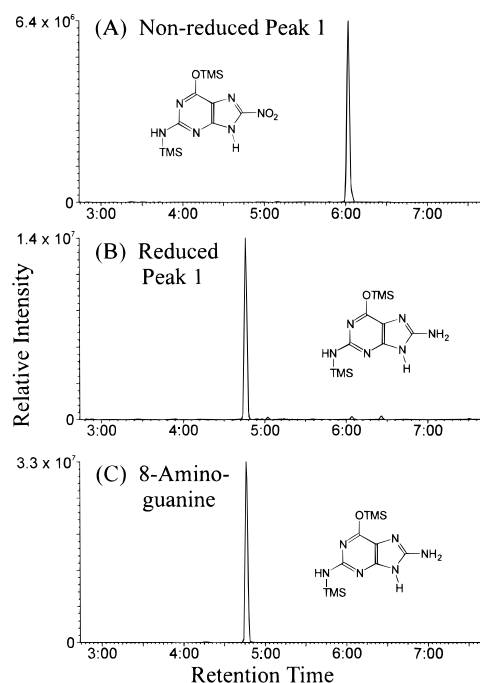 6.4 x 10⁶
(A) Non-reduced Peak 1
OTMS
N
N
NO₂
HN
N
N
TMS
H
0
3:00 4:00 5:00 6:00 7:00
Relative Intensity
1.4 x 10⁷
(B) Reduced
Peak 1
OTMS
N
N
NH₂
HN
N
N
TMS
H
0
3:00 4:00 5:00 6:00 7:00
3.3 x 10⁷
(C) 8-Amino-
guanine
OTMS
N
N
NH₂
HN
N
N
TMS
H
0
3:00 4:00 5:00 6:00 7:00
Retention Time